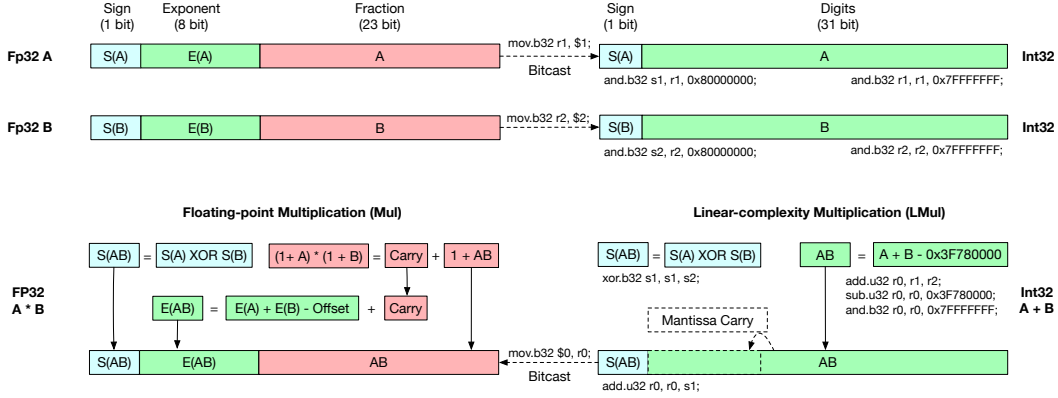 Sign Exponent Fraction Sign Digits
(1 bit) (8 bit) (23 bit) (1 bit) (31 bit)
Fp32 A S(A) E(A) A mov.b32 r1, $1; S(A) A Int32
Bitcast
and.b32 s1, r1, 0x80000000; and.b32 r1, r1, 0x7FFFFFFF;
Fp32 B S(B) E(B) B mov.b32 r2, $2; S(B) B Int32
Bitcast
and.b32 s2, r2, 0x80000000; and.b32 r2, r2, 0x7FFFFFFF;
Floating-point Multiplication (Mul) Linear-complexity Multiplication (LMul)
S(AB) = S(A) XOR S(B) (1+ A) * (1 + B) = Carry + 1 + AB S(AB) = S(A) XOR S(B) AB = A + B - 0x3F780000
xor.b32 s1, s1, s2; add.u32 r0, r1, r2;
FP32 Int32
A * B A + B
E(AB) = E(A) + E(B) - Offset + Carry sub.u32 r0, r0, 0x3F780000;
and.b32 r0, r0, 0x7FFFFFFF;
Mantissa Carry
S(AB) E(AB) AB mov.b32 $0, r0; S(AB) AB
Bitcast
add.u32 r0, r0, s1;